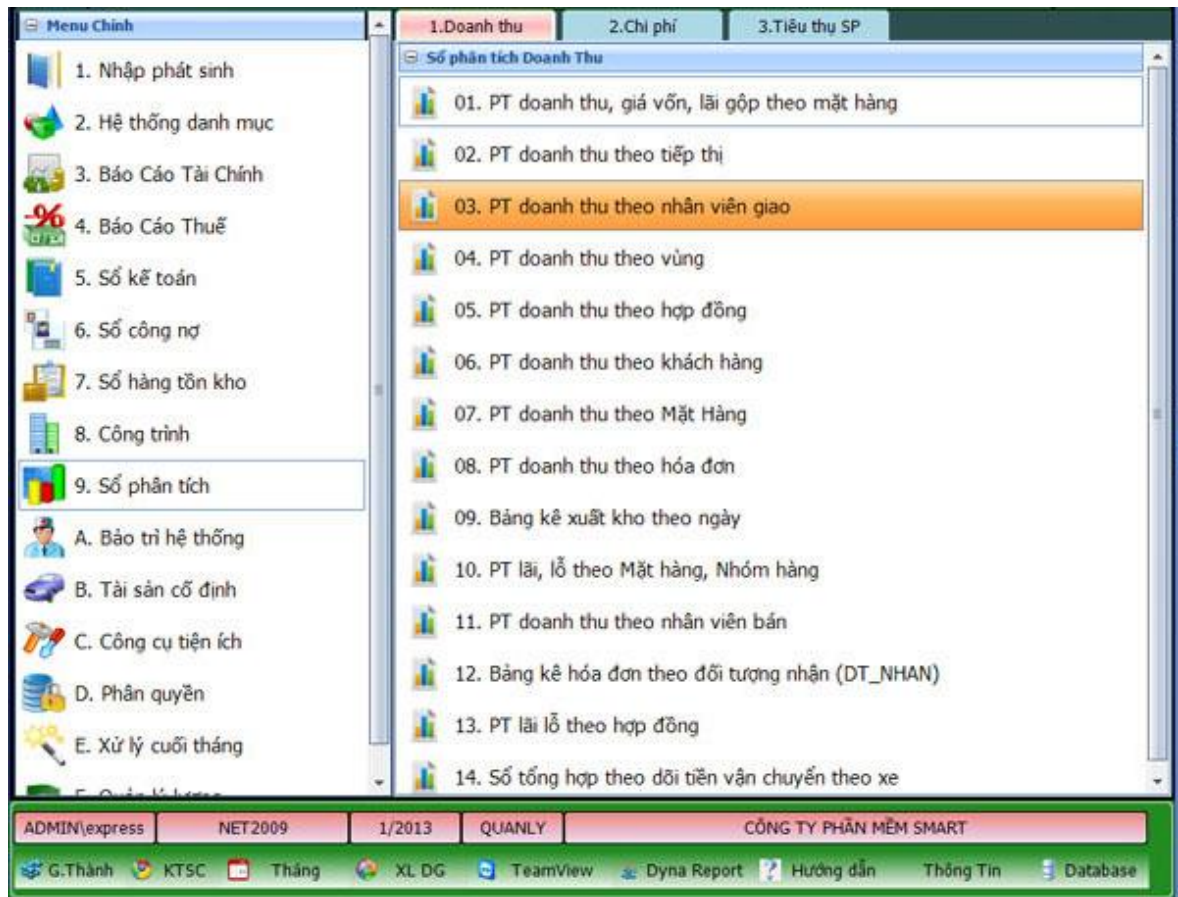 Menu Chính
1. Nhập phát sinh
2. Hệ thống danh mục
3. Báo Cáo Tài Chính
4. Báo Cáo Thuế
5. Sổ kế toán
6. Sổ công nợ
7. Sổ hàng tồn kho
8. Công trình
9. Sổ phân tích
A. Bảo trì hệ thống
B. Tài sản cố định
C. Công cụ tiện ích
D. Phân quyền
E. Xử lý cuối tháng
1.Doanh thu
2.Chi phí
3.Tiêu thụ SP
Sổ phân tích Doanh Thu
01. PT doanh thu, giá vốn, lãi gộp theo mặt hàng
02. PT doanh thu theo tiếp thị
03. PT doanh thu theo nhân viên giao
04. PT doanh thu theo vùng
05. PT doanh thu theo hợp đồng
06. PT doanh thu theo khách hàng
07. PT doanh thu theo Mặt Hàng
08. PT doanh thu theo hóa đơn
09. Bảng kê xuất kho theo ngày
10. PT lãi, lỗ theo Mặt hàng, Nhóm hàng
11. PT doanh thu theo nhân viên bán
12. Bảng kê hóa đơn theo đối tượng nhận (DT_NHAN)
13. PT lãi lỗ theo hợp đồng
14. Sổ tổng hợp theo dõi tiền vận chuyển theo xe
ADMIN\express NET2009 1/2013 QUANLY CÔNG TY PHẦN MỀM SMART
G.Thành KTSC Tháng XL DG TeamView Dyna Report Hướng dẫn Thông Tin Database